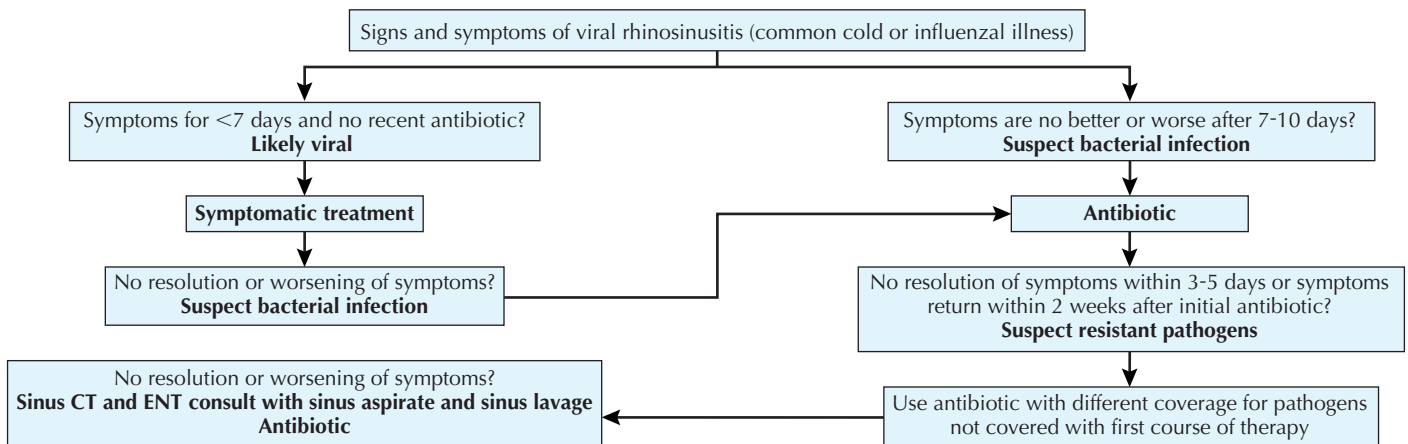 Signs and symptoms of viral rhinosinusitis (common cold or influenzal illness)
Symptoms for <7 days and no recent antibiotic?
Likely viral
Symptoms are no better or worse after 7-10 days?
Suspect bacterial infection
Symptomatic treatment
Antibiotic
No resolution or worsening of symptoms?
Suspect bacterial infection
No resolution of symptoms within 3-5 days or symptoms
return within 2 weeks after initial antibiotic?
Suspect resistant pathogens
No resolution or worsening of symptoms?
Sinus CT and ENT consult with sinus aspirate and sinus lavage
Antibiotic
Use antibiotic with different coverage for pathogens
not covered with first course of therapy